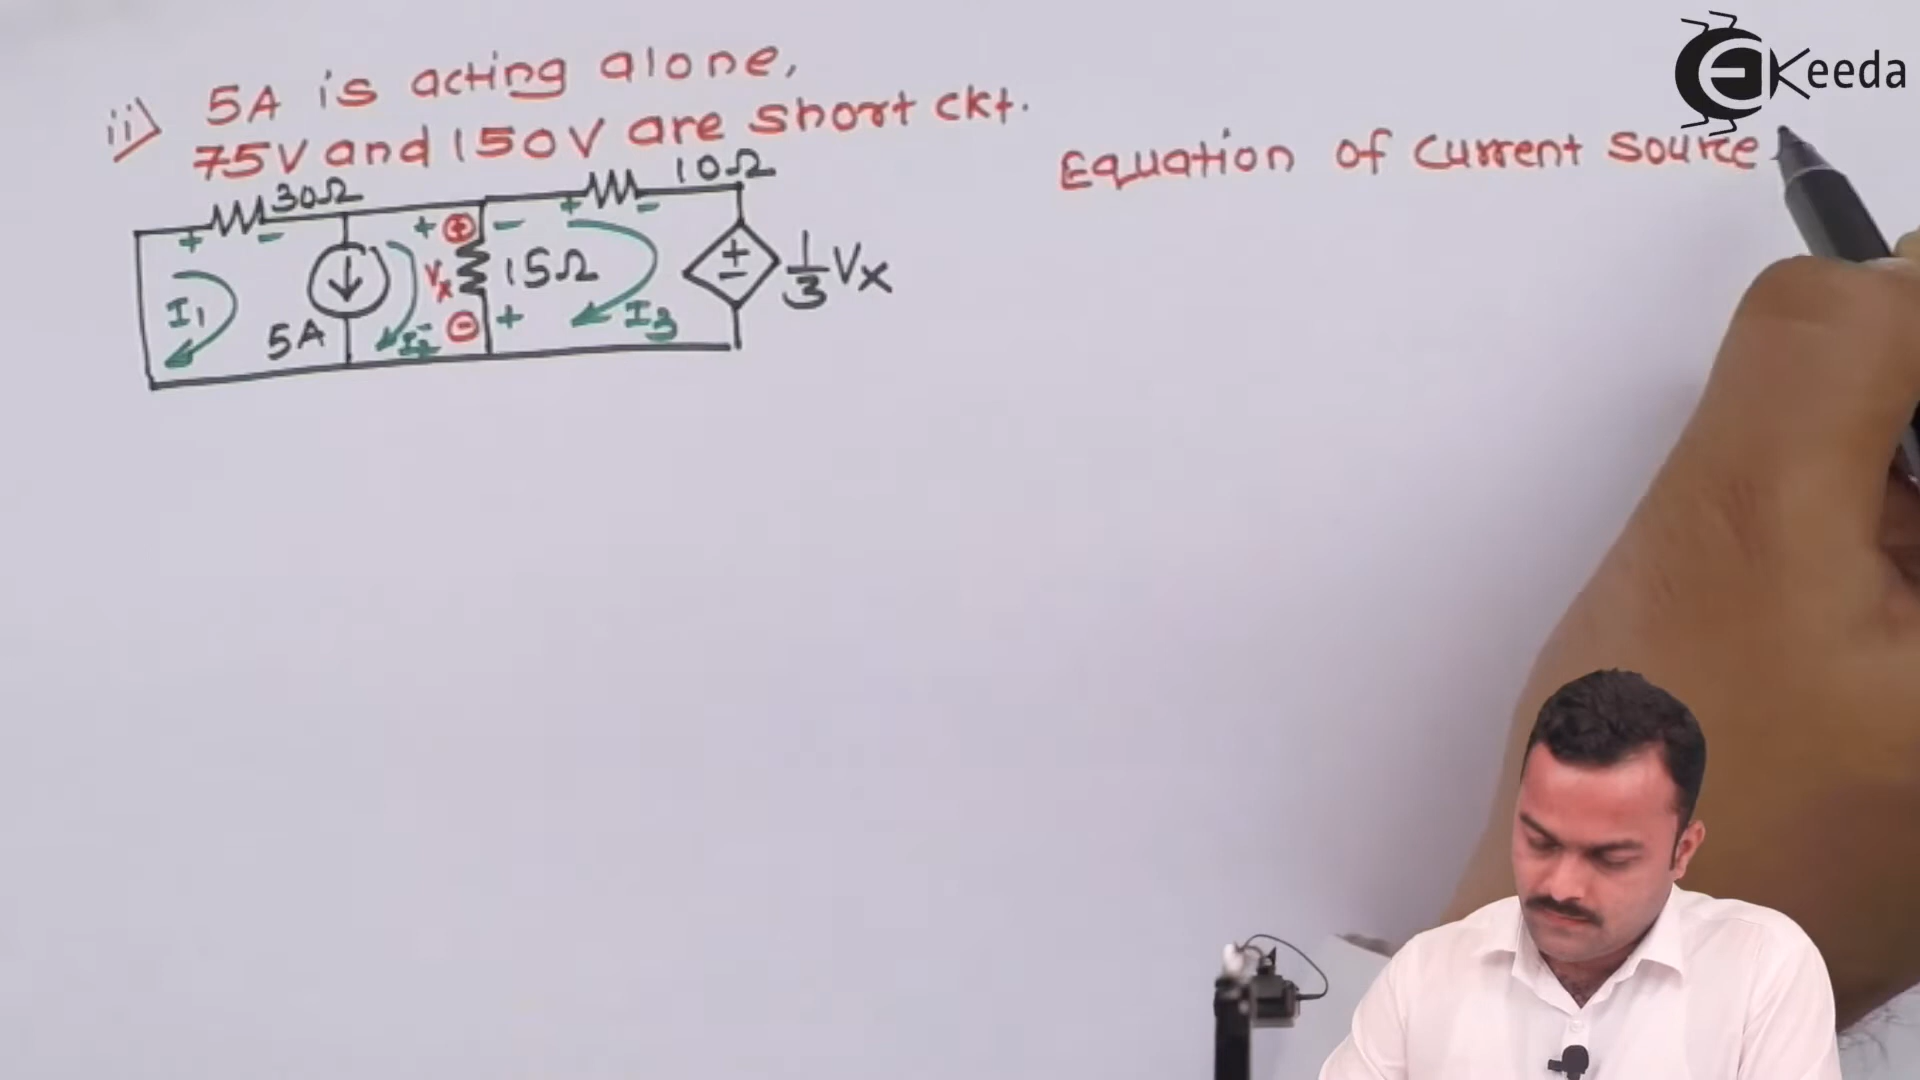 EKeeda
ii) 5A is acting alone,
75V and 150V are short ckt.
Equation of Current Source
30Ω
10Ω
+ - + + - + -
Vx 15Ω + - 1/3 Vx
I1 5A I2 - - + I3